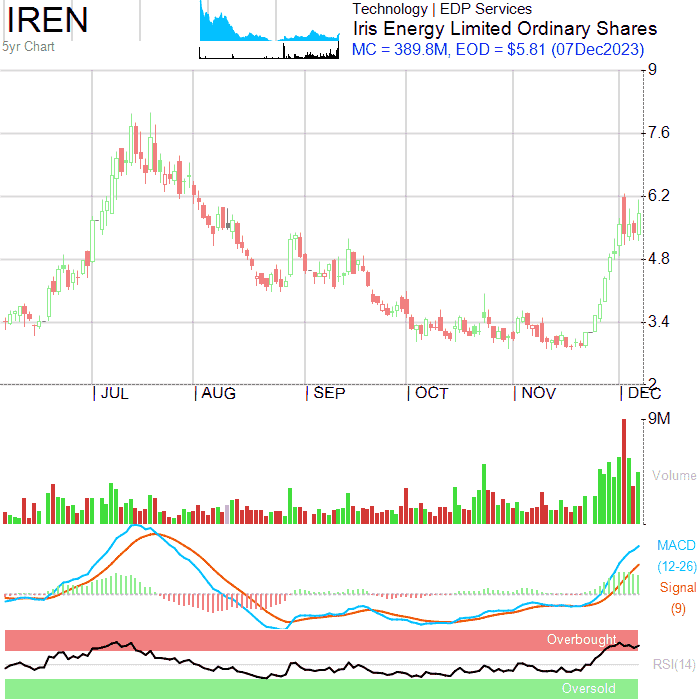 IREN
5yr Chart
Technology | EDP Services
Iris Energy Limited Ordinary Shares
MC = 389.8M, EOD = $5.81 (07Dec2023)
9
7.6
6.2
4.8
3.4
2
JUL AUG SEP OCT NOV DEC
9M
Volume
MACD
(12-26)
Signal
(9)
Overbought
RSI(14)
Oversold